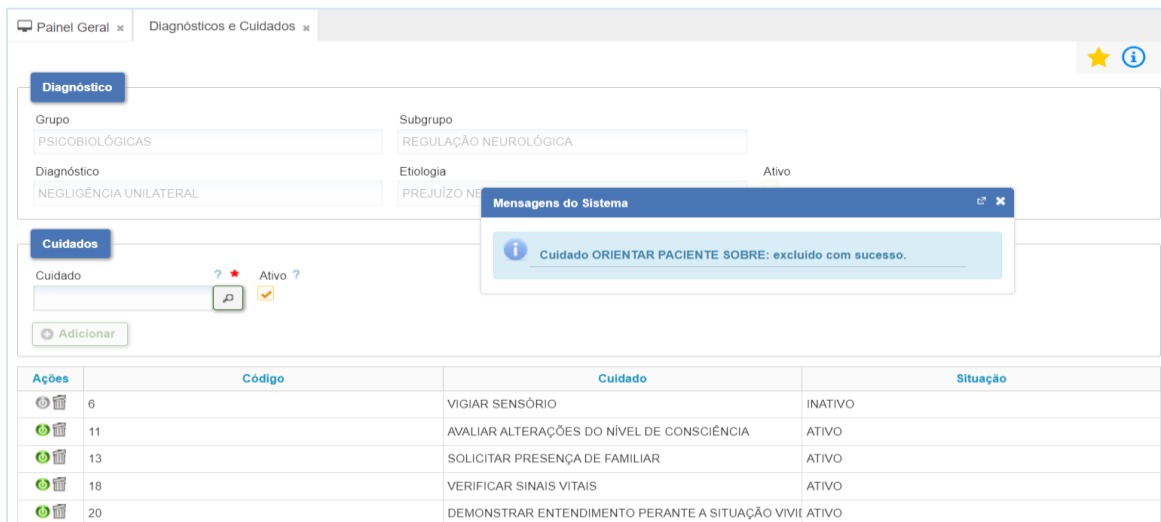 Painel Geral
Diagnósticos e Cuidados
Diagnóstico
Grupo Subgrupo
PSICOBIOLÓGICAS REGULAÇÃO NEUROLÓGICA
Diagnóstico Etiologia Ativo
NEGLIGÊNCIA UNILATERAL PREJUÍZO
Mensagens do Sistema
Cuidado ORIENTAR PACIENTE SOBRE: excluído com sucesso.
Cuidados
Cuidado ? * Ativo ?
Adicionar
Ações Código Cuidado Situação
6 VIGIAR SENSÓRIO INATIVO
11 AVALIAR ALTERAÇÕES DO NÍVEL DE CONSCIÊNCIA ATIVO
13 SOLICITAR PRESENÇA DE FAMILIAR ATIVO
18 VERIFICAR SINAIS VITAIS ATIVO
20 DEMONSTRAR ENTENDIMENTO PERANTE A SITUAÇÃO ATIVO